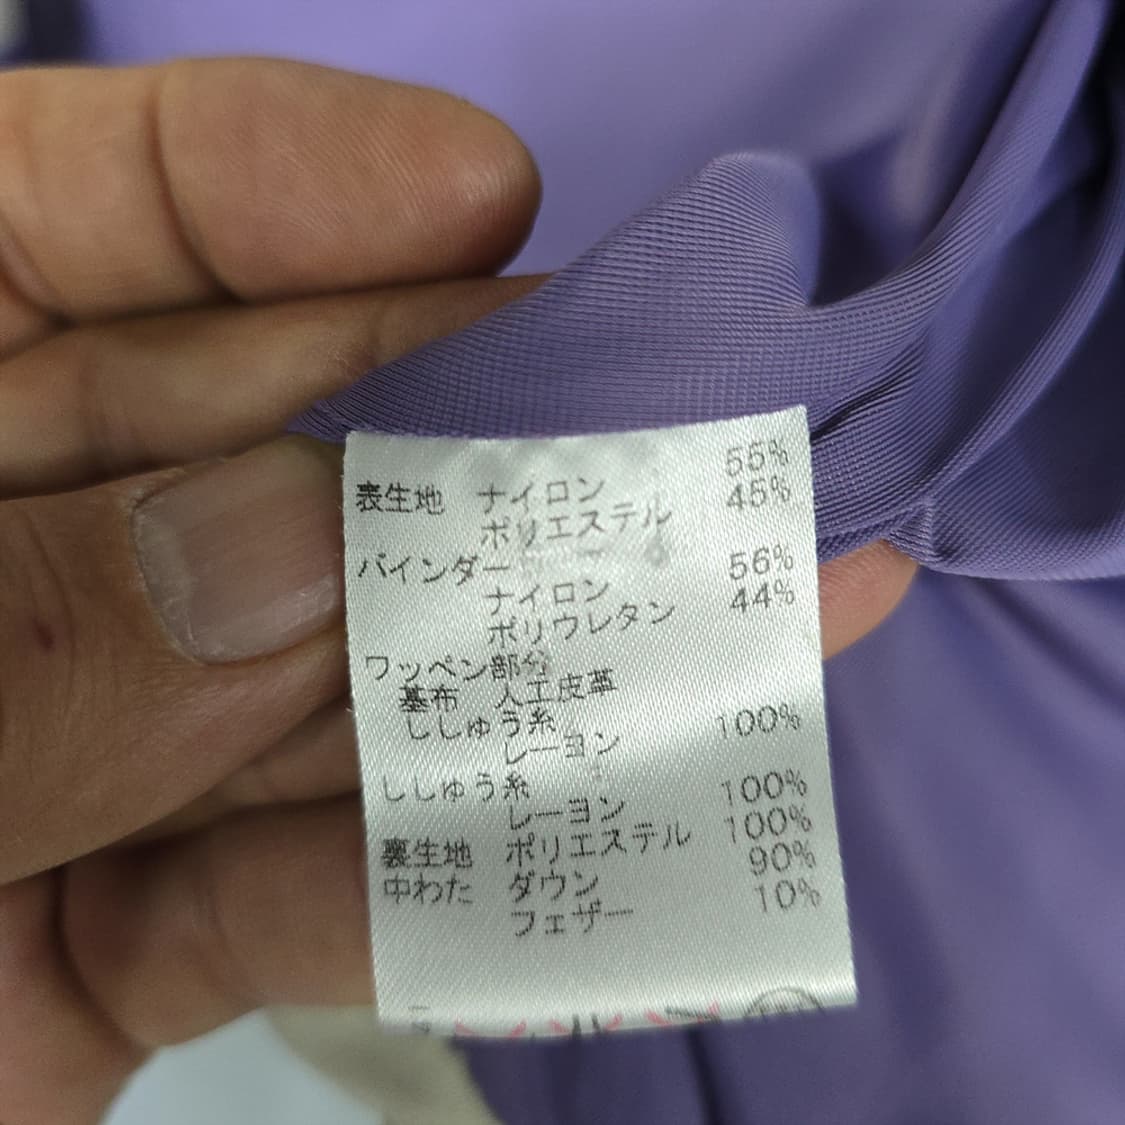 表生地 ナイロン 55%
ポリエステル 45%
バインダー
ナイロン 56%
ポリウレタン 44%
ワッペン部分
基布 人工皮革
ししゅう糸
レーヨン 100%
ししゅう糸
レーヨン 100%
裏生地 ポリエステル 100%
中わた ダウン 90%
フェザー 10%